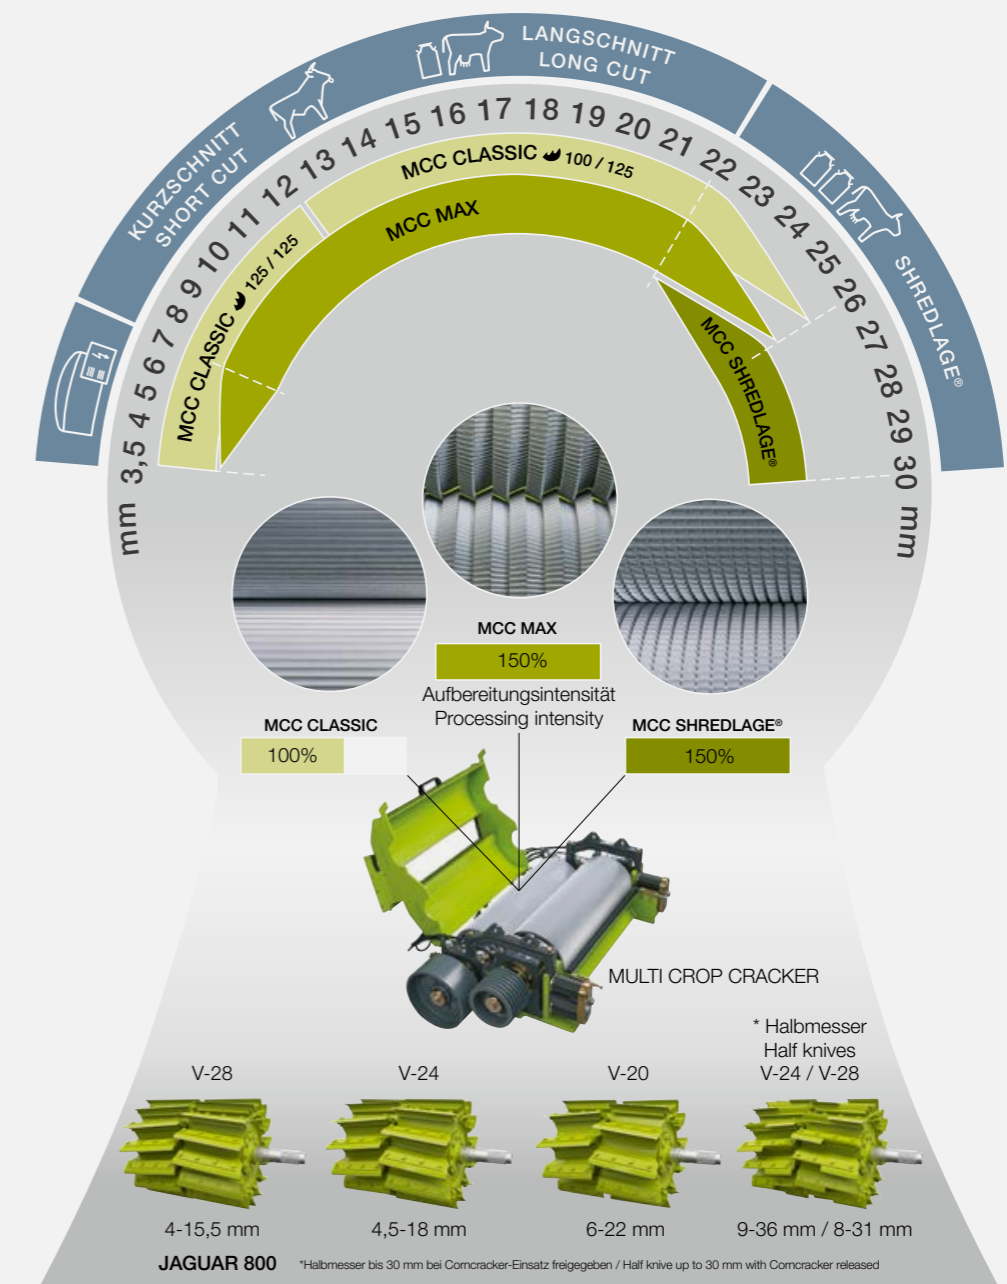 KURZSCHNITT
SHORT CUT
LANGSCHNITT
LONG CUT
SHREDLAGE®
mm 3,5 4 5 6 7 8 9 10 11 12 13 14 15 16 17 18 19 20 21 22 23 24 25 26 27 28 29 30 mm
MCC CLASSIC 125 / 125
MCC CLASSIC 100 / 125
MCC MAX
MCC SHREDLAGE®
MCC MAX
150%
Aufbereitungsintensität
Processing intensity
MCC CLASSIC
100%
MCC SHREDLAGE®
150%
MULTI CROP CRACKER
* Halbmesser
Half knives
V-28 V-24 V-20 V-24 / V-28
4-15,5 mm 4,5-18 mm 6-22 mm 9-36 mm / 8-31 mm
JAGUAR 800 *Halbmesser bis 30 mm bei Corncracker-Einsatz freigegeben / Half knive up to 30 mm with Corncracker released